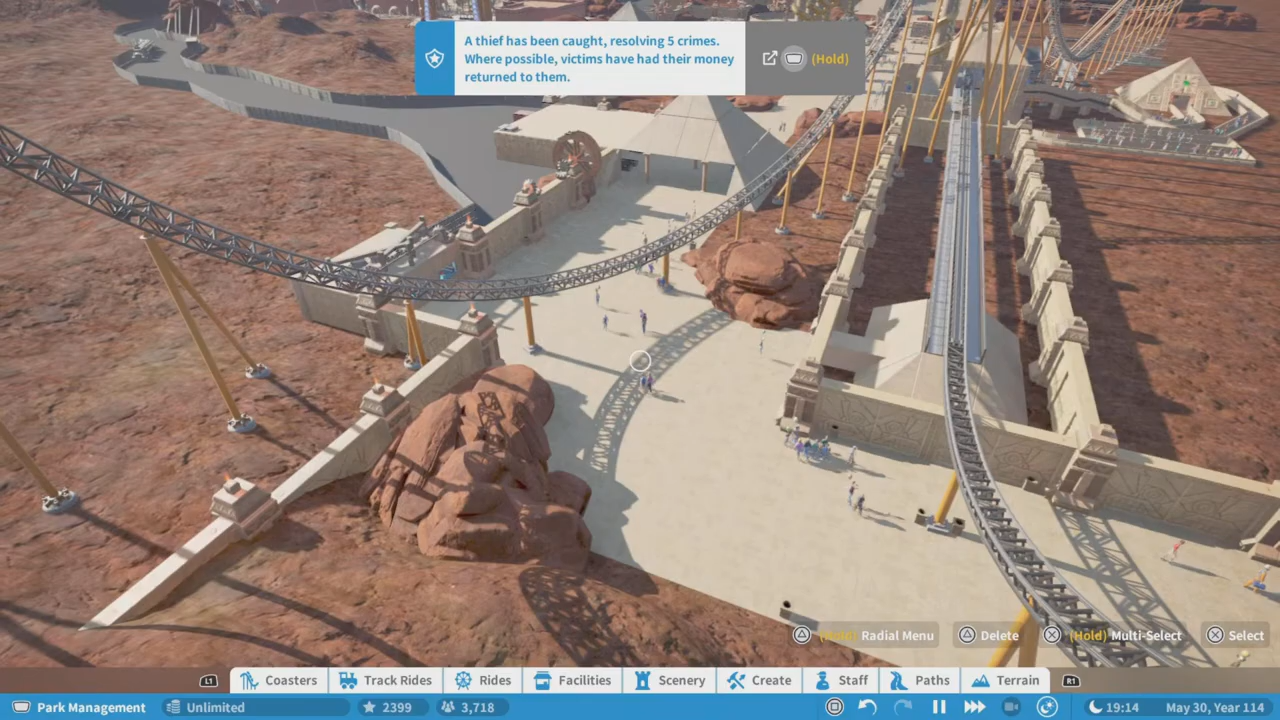 A thief has been caught, resolving 5 crimes.
Where possible, victims have had their money
returned to them.
(Hold)
(Hold) Radial Menu
Delete
(Hold) Multi-Select
Select
L1
Coasters
Track Rides
Rides
Facilities
Scenery
Create
Staff
Paths
Terrain
R1
Park Management
Unlimited
2399
3,718
19:14
May 30, Year 114